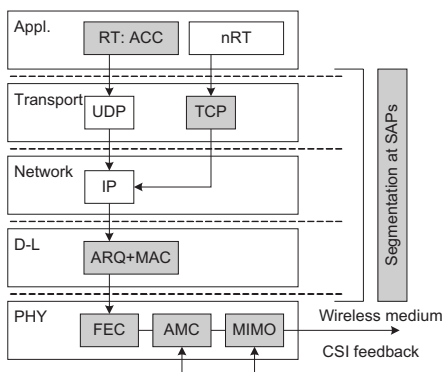 Appl.
RT: ACC
nRT
Transport
UDP
TCP
Network
IP
D-L
ARQ+MAC
PHY
FEC
AMC
MIMO
Segmentation at SAPs
Wireless medium
CSI feedback